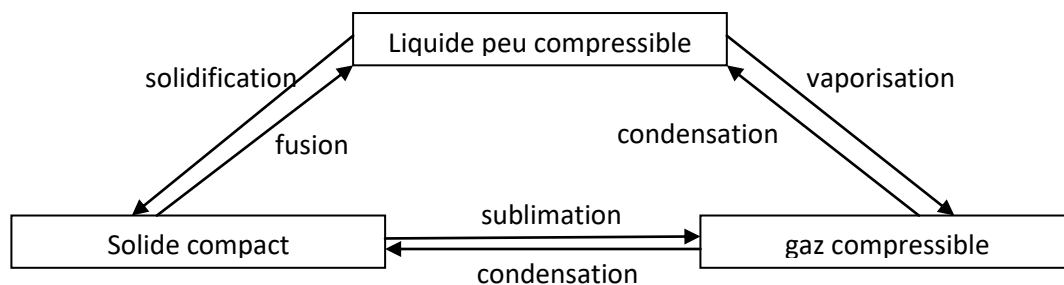 Liquide peu compressible
solidification
vaporisation
fusion
condensation
sublimation
Solide compact
gaz compressible
condensation